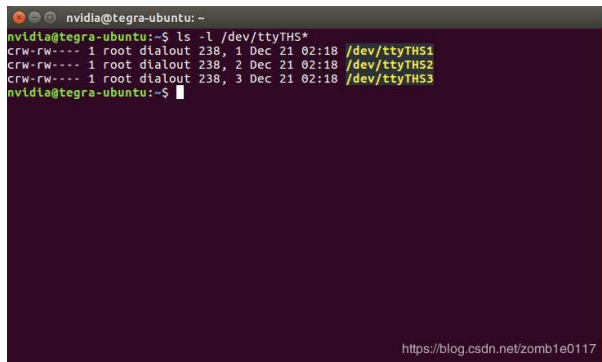 nvidia@tegra-ubuntu: ~
nvidia@tegra-ubuntu:~$ ls -l /dev/ttyTHS*
crw-rw---- 1 root dialout 238, 1 Dec 21 02:18 /dev/ttyTHS1
crw-rw---- 1 root dialout 238, 2 Dec 21 02:18 /dev/ttyTHS2
crw-rw---- 1 root dialout 238, 3 Dec 21 02:18 /dev/ttyTHS3
nvidia@tegra-ubuntu:~$
https://blog.csdn.net/zomb1e0117